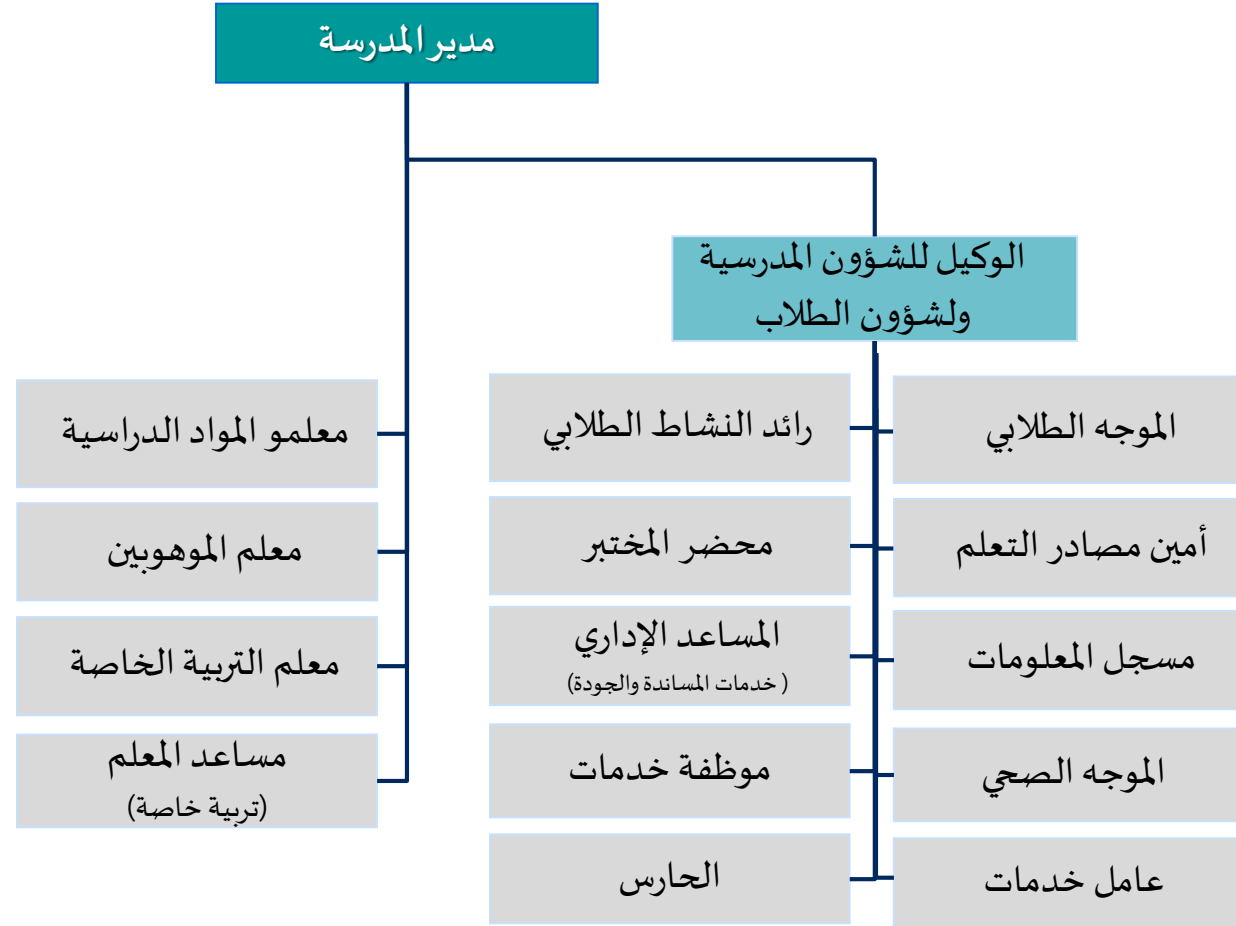 مدير المدرسة
الوكيل للشؤون المدرسية
ولشؤون الطلاب
الموجه الطلابي
رائد النشاط الطلابي
معلمو المواد الدراسية
أمين مصادر التعلم
محضر المختبر
معلم الموهوبين
مسجل المعلومات
المساعد الإداري
( خدمات المساندة والجودة)
معلم التربية الخاصة
الموجه الصحي
موظفة خدمات
مساعد المعلم
(تربية خاصة)
عامل خدمات
الحارس